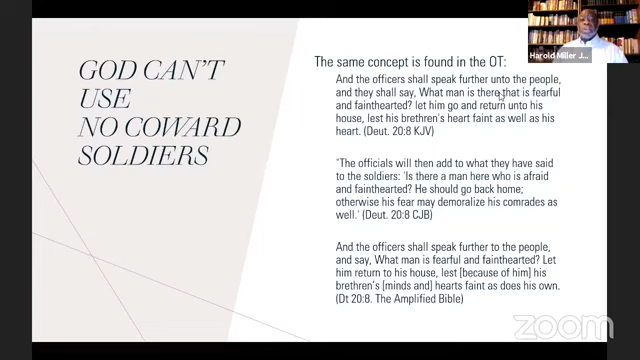 GOD CAN'T
USE
NO COWARD
SOLDIERS
The same concept is found in the OT:
And the officers shall speak further unto the people,
and they shall say, What man is there that is fearful
and fainthearted? let him go and return unto his
house, lest his brethren's heart faint as well as his
heart. (Deut. 20:8 KJV)
"The officials will then add to what they have said
to the soldiers: 'Is there a man here who is afraid
and fainthearted? He should go back home;
otherwise his fear may demoralize his comrades as
well.' (Deut. 20:8 CJB)
And the officers shall speak further to the people,
and say, What man is fearful and fainthearted? Let
him return to his house, lest [because of him] his
brethren's [minds and] hearts faint as does his own.
(Dt 20:8. The Amplified Bible)
Harold Miller J...
zoom